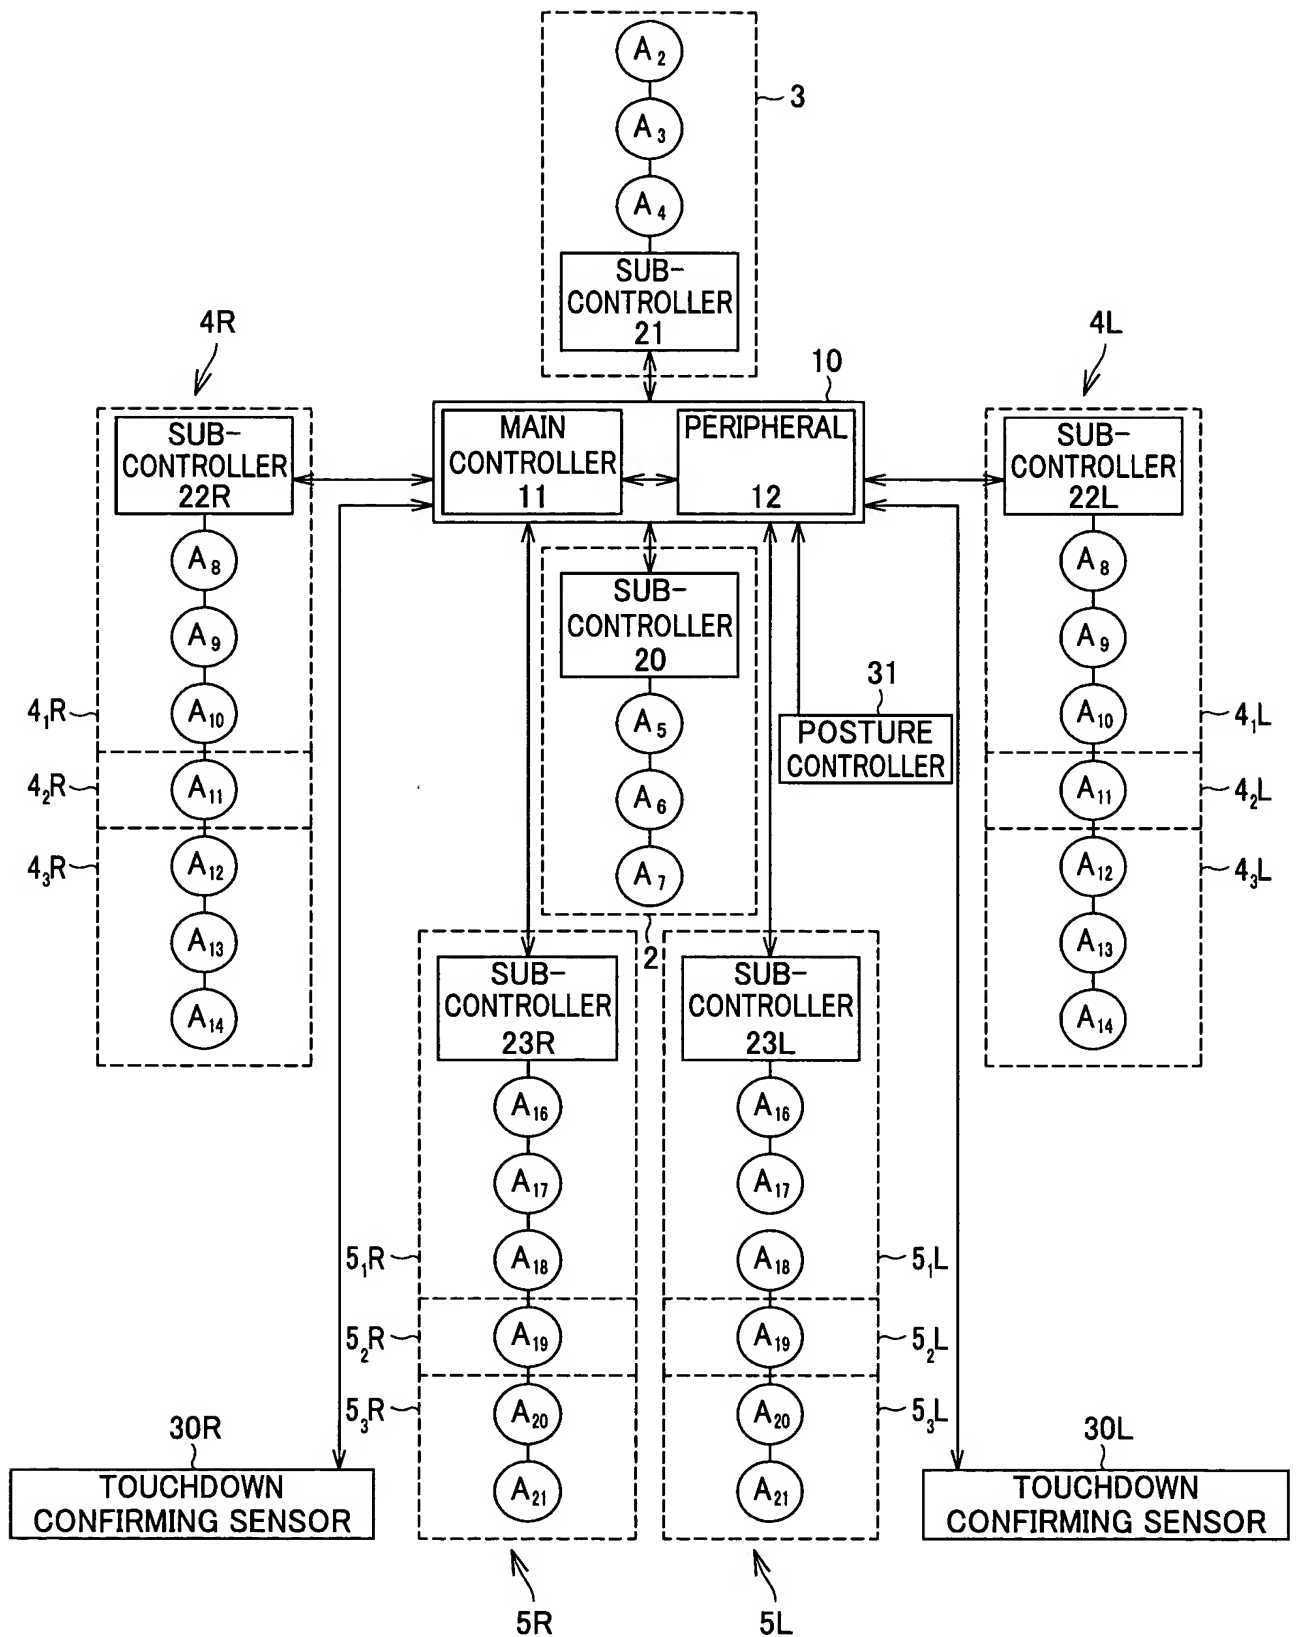 A2
A3
3
A4
SUB-
CONTROLLER
21
4R
4L
10
SUB-
CONTROLLER
22R
MAIN
CONTROLLER
11
PERIPHERAL
12
SUB-
CONTROLLER
22L
A8
A9
A10
41R
A11
42R
A12
43R
A13
A14
SUB-
CONTROLLER
20
A5
A6
A7
2
31
POSTURE
CONTROLLER
A8
A9
A10
41L
A11
42L
A12
43L
A13
A14
SUB-
CONTROLLER
23R
A16
A17
A18
51R
A19
52R
A20
53R
A21
5R
SUB-
CONTROLLER
23L
A16
A17
A18
51L
A19
52L
A20
53L
A21
5L
30R
TOUCHDOWN
CONFIRMING SENSOR
30L
TOUCHDOWN
CONFIRMING SENSOR